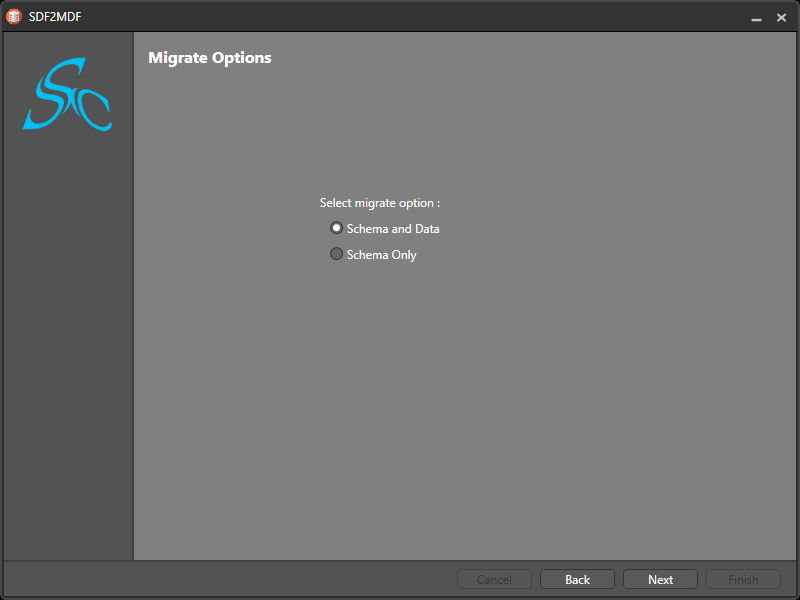 SDF2MDF
Migrate Options
Select migrate option :
Schema and Data
Schema Only
Cancel
Back
Next
Finish